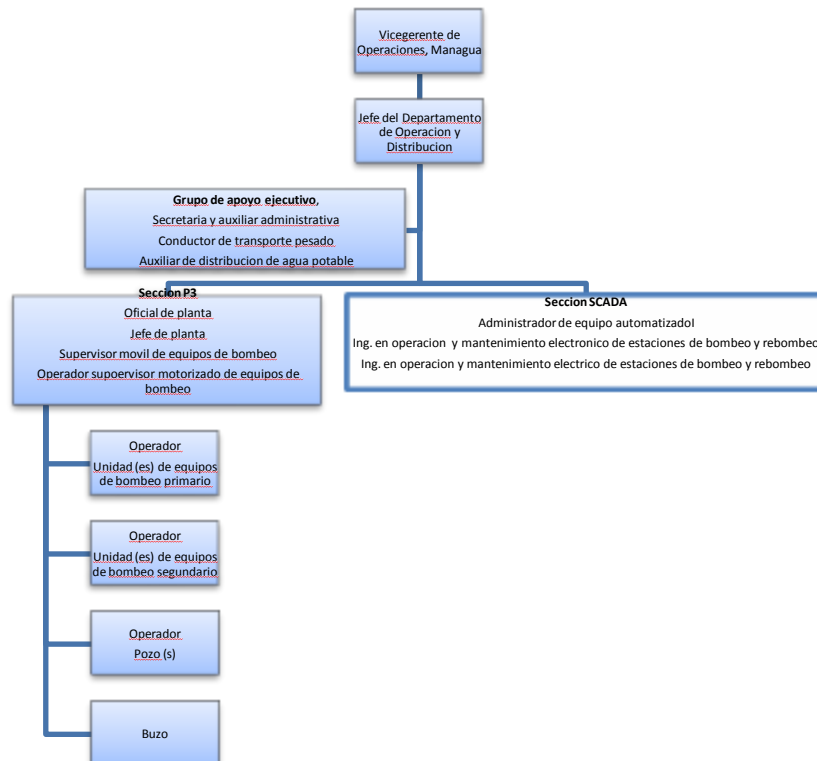 Vicegerente de
Operaciones, Managua
Jefe del Departamento
de Operacion y
Distribucion
Grupo de apoyo ejecutivo,
Secretaria y auxiliar administrativa
Conductor de transporte pesado
Auxiliar de distribucion de agua potable
Seccion P3
Oficial de planta
Jefe de planta
Supervisor movil de equipos de bombeo
Operador supoervisor motorizado de equipos de
bombeo
Seccion SCADA
Administrador de equipo automatizadoI
Ing. en operacion y mantenimiento electronico de estaciones de bombeo y rebombeo
Ing. en operacion y mantenimiento electrico de estaciones de bombeo y rebombeo
Operador
Unidad (es) de equipos
de bombeo primario
Operador
Unidad (es) de equipos
de bombeo segundario
Operador
Pozo (s)
Buzo